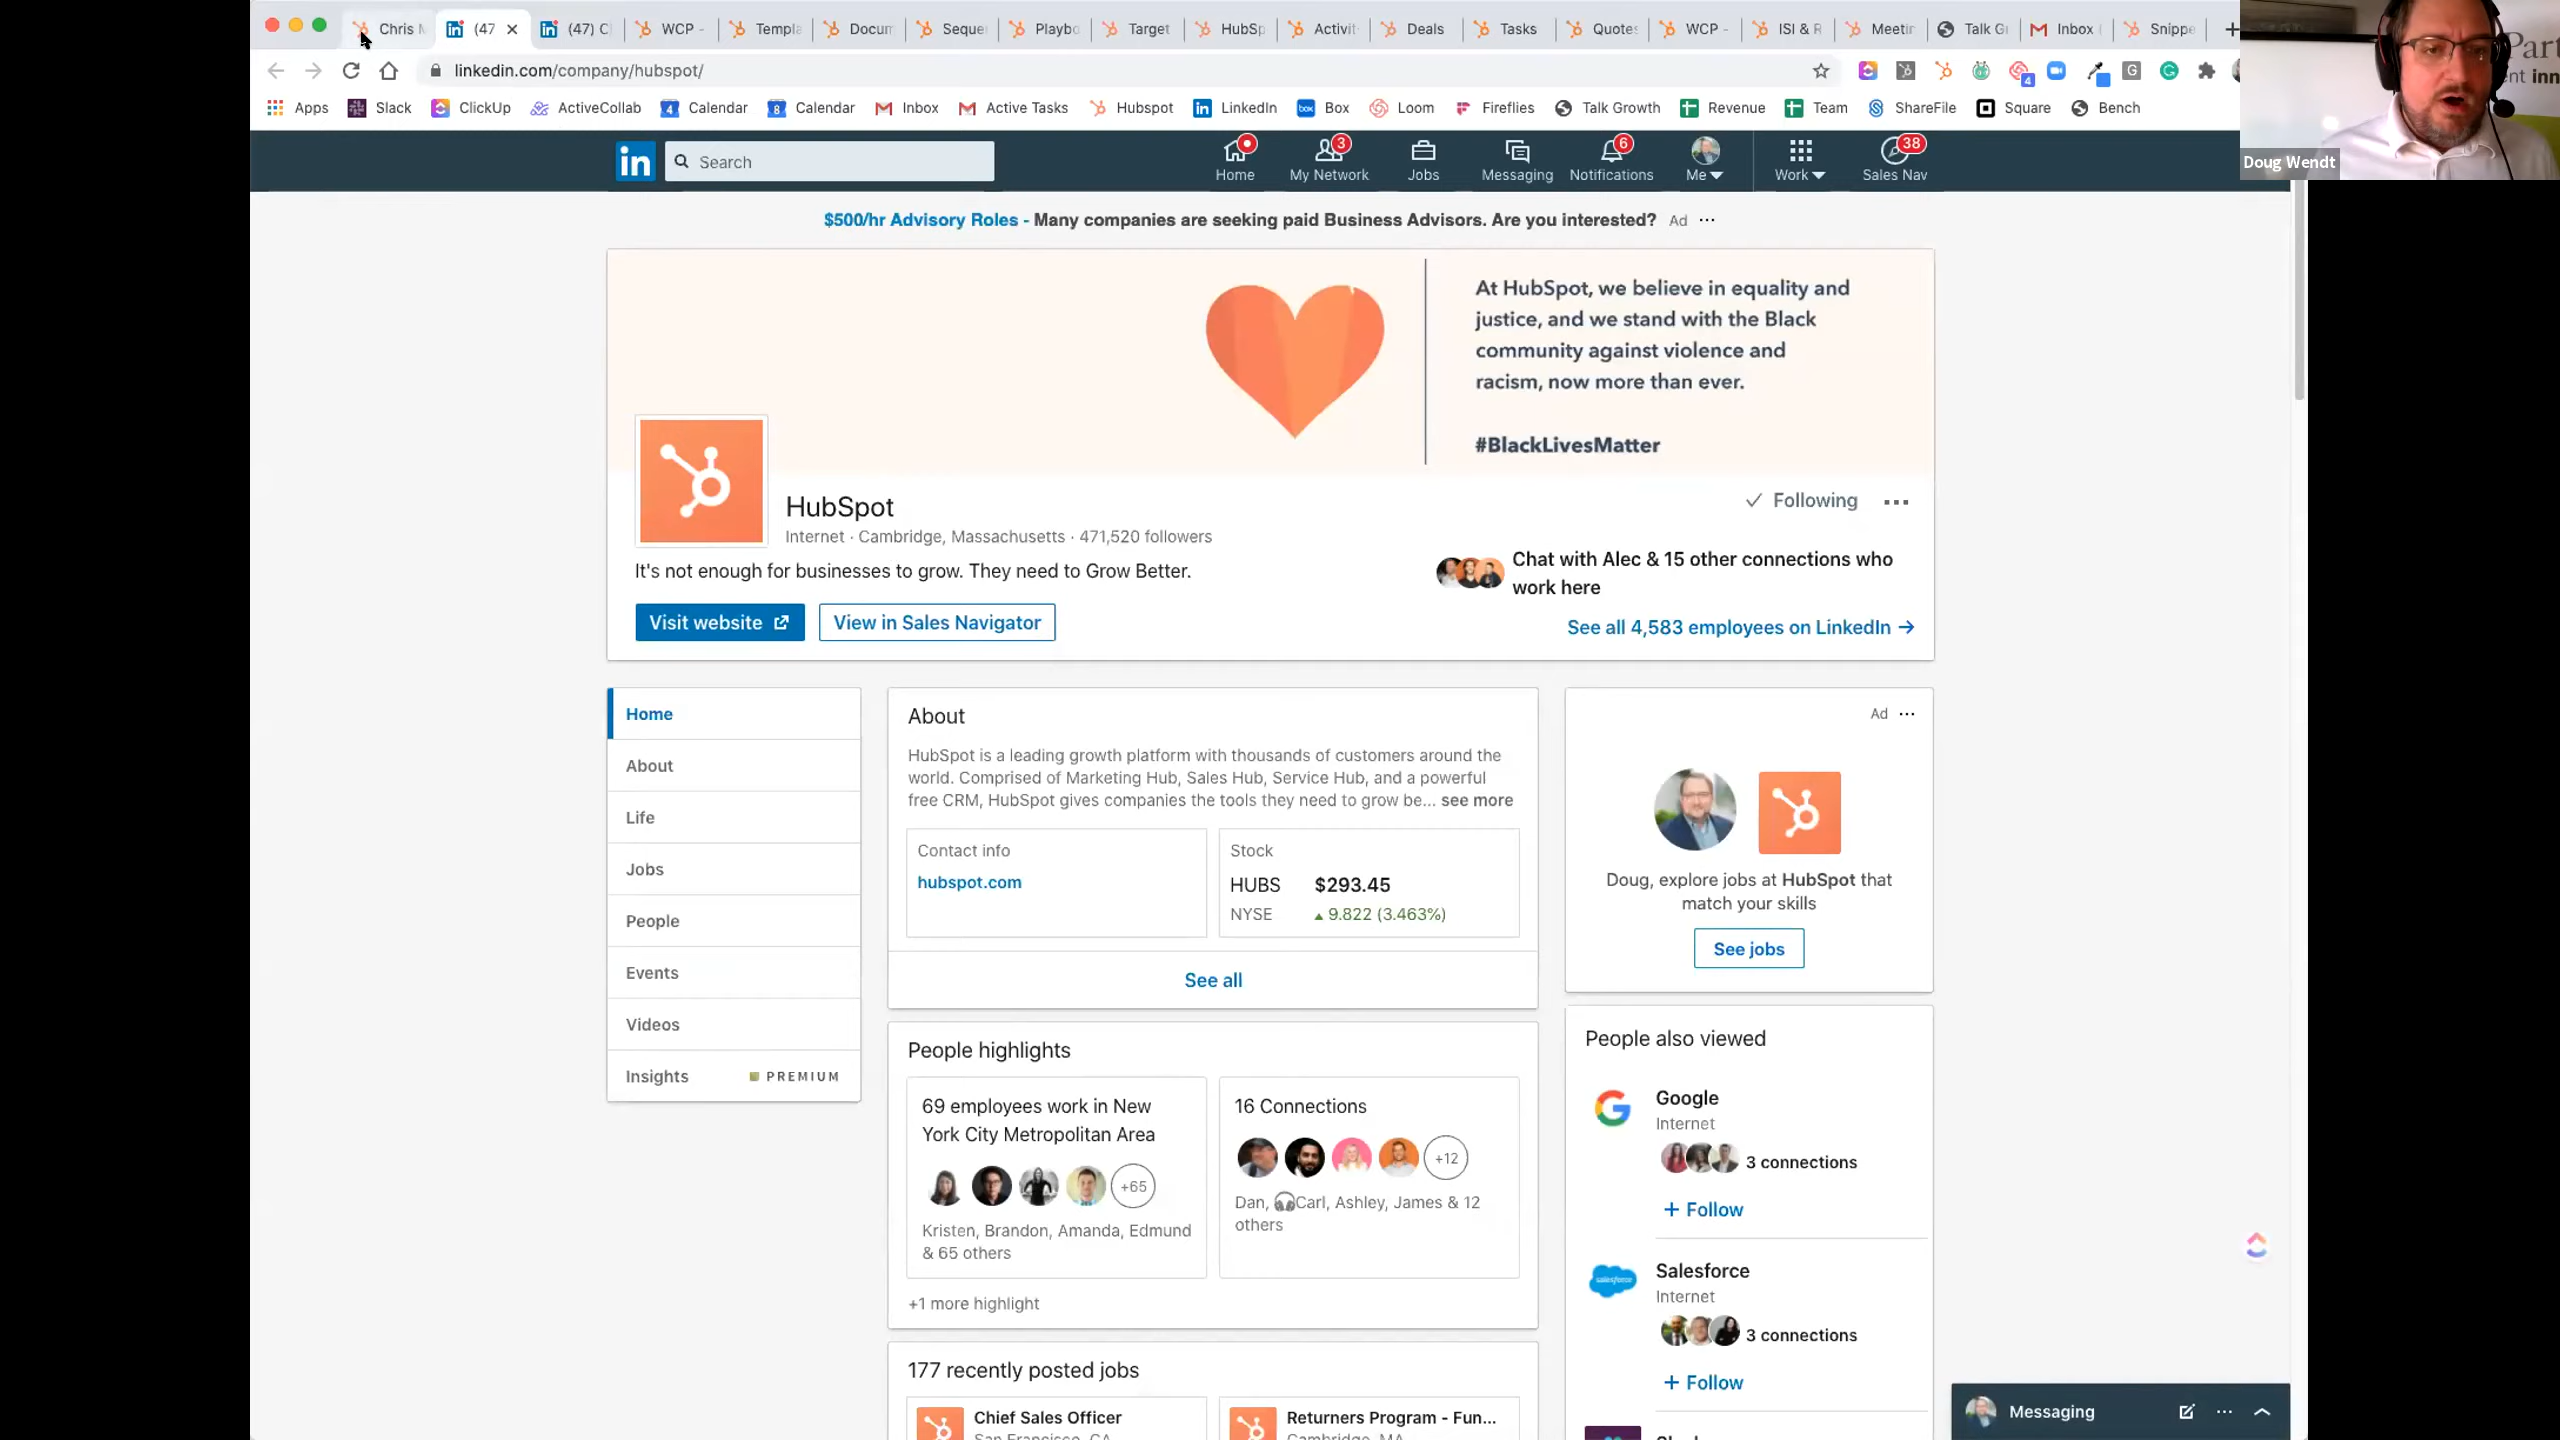 Chris M
(47
(47) C
WCP -
Templa
Docum
Seque
Playbo
Target
HubSp
Activit
Deals
Tasks
Quotes
WCP -
ISI & R
Meetin
Talk Gr
Inbox
Snippe
linkedin.com/company/hubspot/
Apps
Slack
ClickUp
ActiveCollab
4 Calendar
8 Calendar
Inbox
Active Tasks
Hubspot
LinkedIn
box Box
Loom
Fireflies
Talk Growth
Revenue
Team
ShareFile
Square
Bench
Doug Wendt
in
Search
Home
3
My Network
Jobs
Messaging
6
Notifications
Me
Work
38
Sales Nav
$500/hr Advisory Roles - Many companies are seeking paid Business Advisors. Are you interested? Ad ...
At HubSpot, we believe in equality and
justice, and we stand with the Black
community against violence and
racism, now more than ever.
#BlackLivesMatter
HubSpot
Internet · Cambridge, Massachusetts · 471,520 followers
It's not enough for businesses to grow. They need to Grow Better.
Following
Chat with Alec & 15 other connections who
work here
Visit website
View in Sales Navigator
See all 4,583 employees on LinkedIn →
Home
About
Life
Jobs
People
Events
Videos
Insights PREMIUM
About
HubSpot is a leading growth platform with thousands of customers around the
world. Comprised of Marketing Hub, Sales Hub, Service Hub, and a powerful
free CRM, HubSpot gives companies the tools they need to grow be... see more
Contact info
hubspot.com
Stock
HUBS $293.45
NYSE ▲ 9.822 (3.463%)
See all
People highlights
69 employees work in New
York City Metropolitan Area
+65
Kristen, Brandon, Amanda, Edmund
& 65 others
16 Connections
+12
Dan, 🎧Carl, Ashley, James & 12
others
+1 more highlight
177 recently posted jobs
Chief Sales Officer
San Francisco, CA
Returners Program - Fun...
Cambridge, MA
Ad ...
Doug, explore jobs at HubSpot that
match your skills
See jobs
People also viewed
Google
Internet
3 connections
+ Follow
salesforce
Salesforce
Internet
3 connections
+ Follow
Messaging